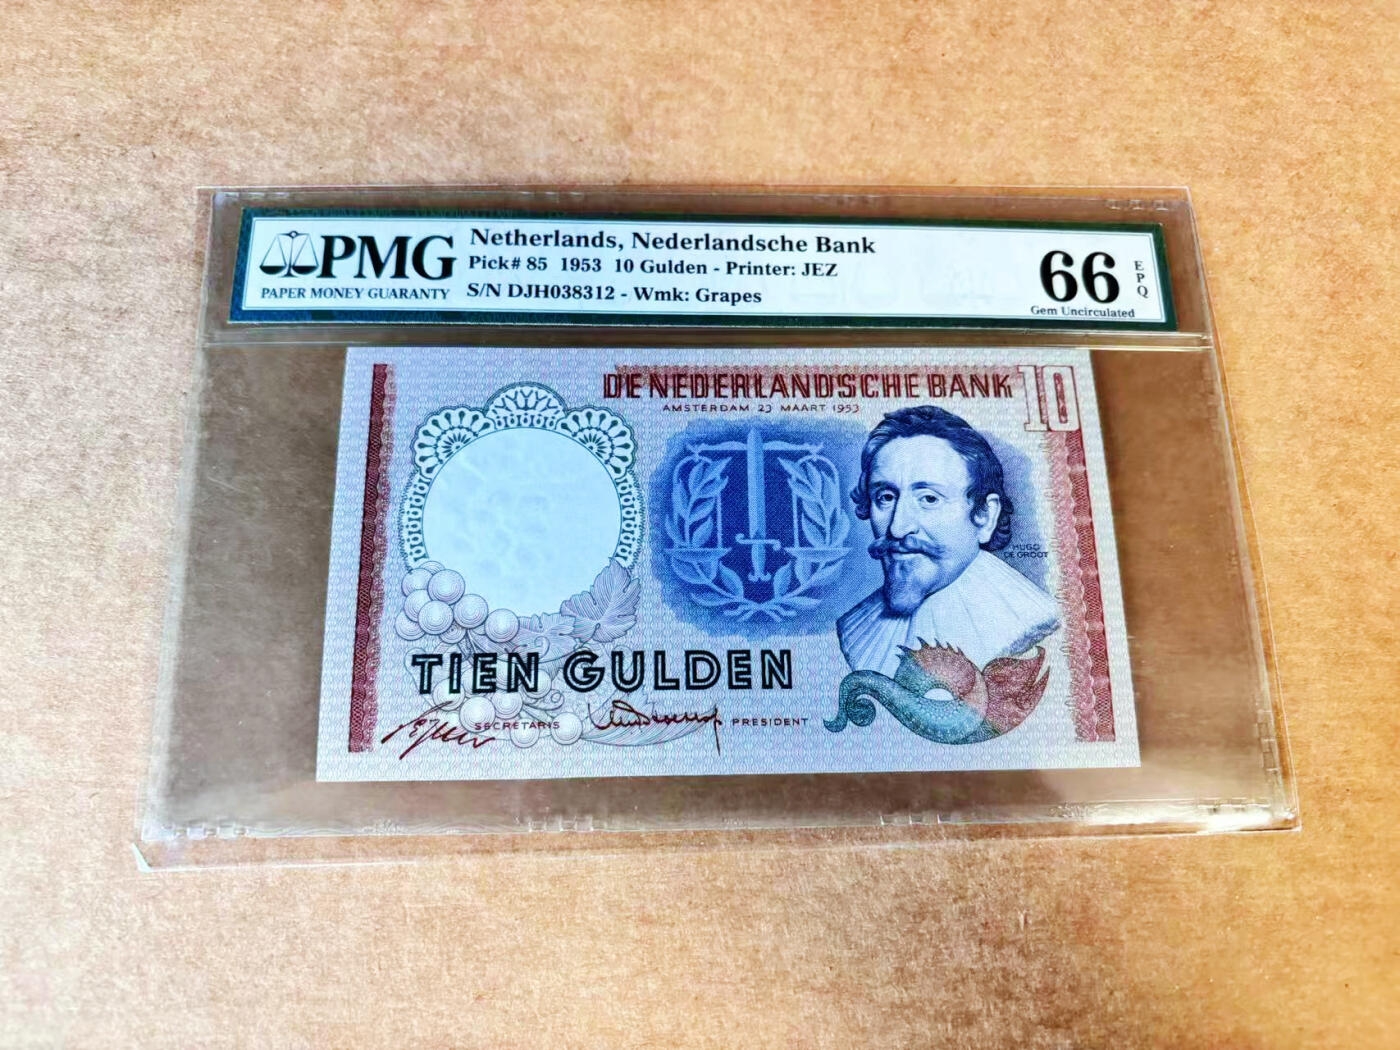 PMG
PAPER MONEY GUARANTY
Netherlands, Nederlandsche Bank
Pick# 85 1953 10 Gulden - Printer: JEZ
S/N DJH038312 - Wmk: Grapes
66
EPQ
Gem Uncirculated
DE NEDERLANDSCHE BANK
10
AMSTERDAM 23 MAART 1953
HUGO
DE GROOT
TIEN GULDEN
SECRETARIS
PRESIDENT